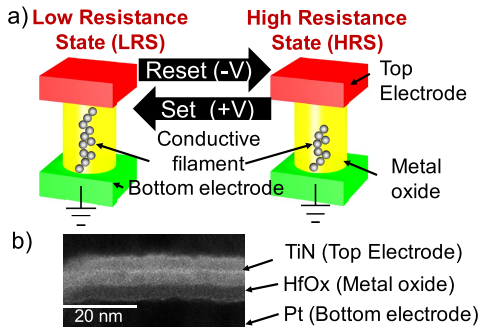 a)
Low Resistance
State (LRS)
High Resistance
State (HRS)
Reset (-V)
Set (+V)
Top
Electrode
Conductive
filament
Metal
oxide
Bottom electrode
b)
TiN (Top Electrode)
HfOx (Metal oxide)
Pt (Bottom electrode)
20 nm